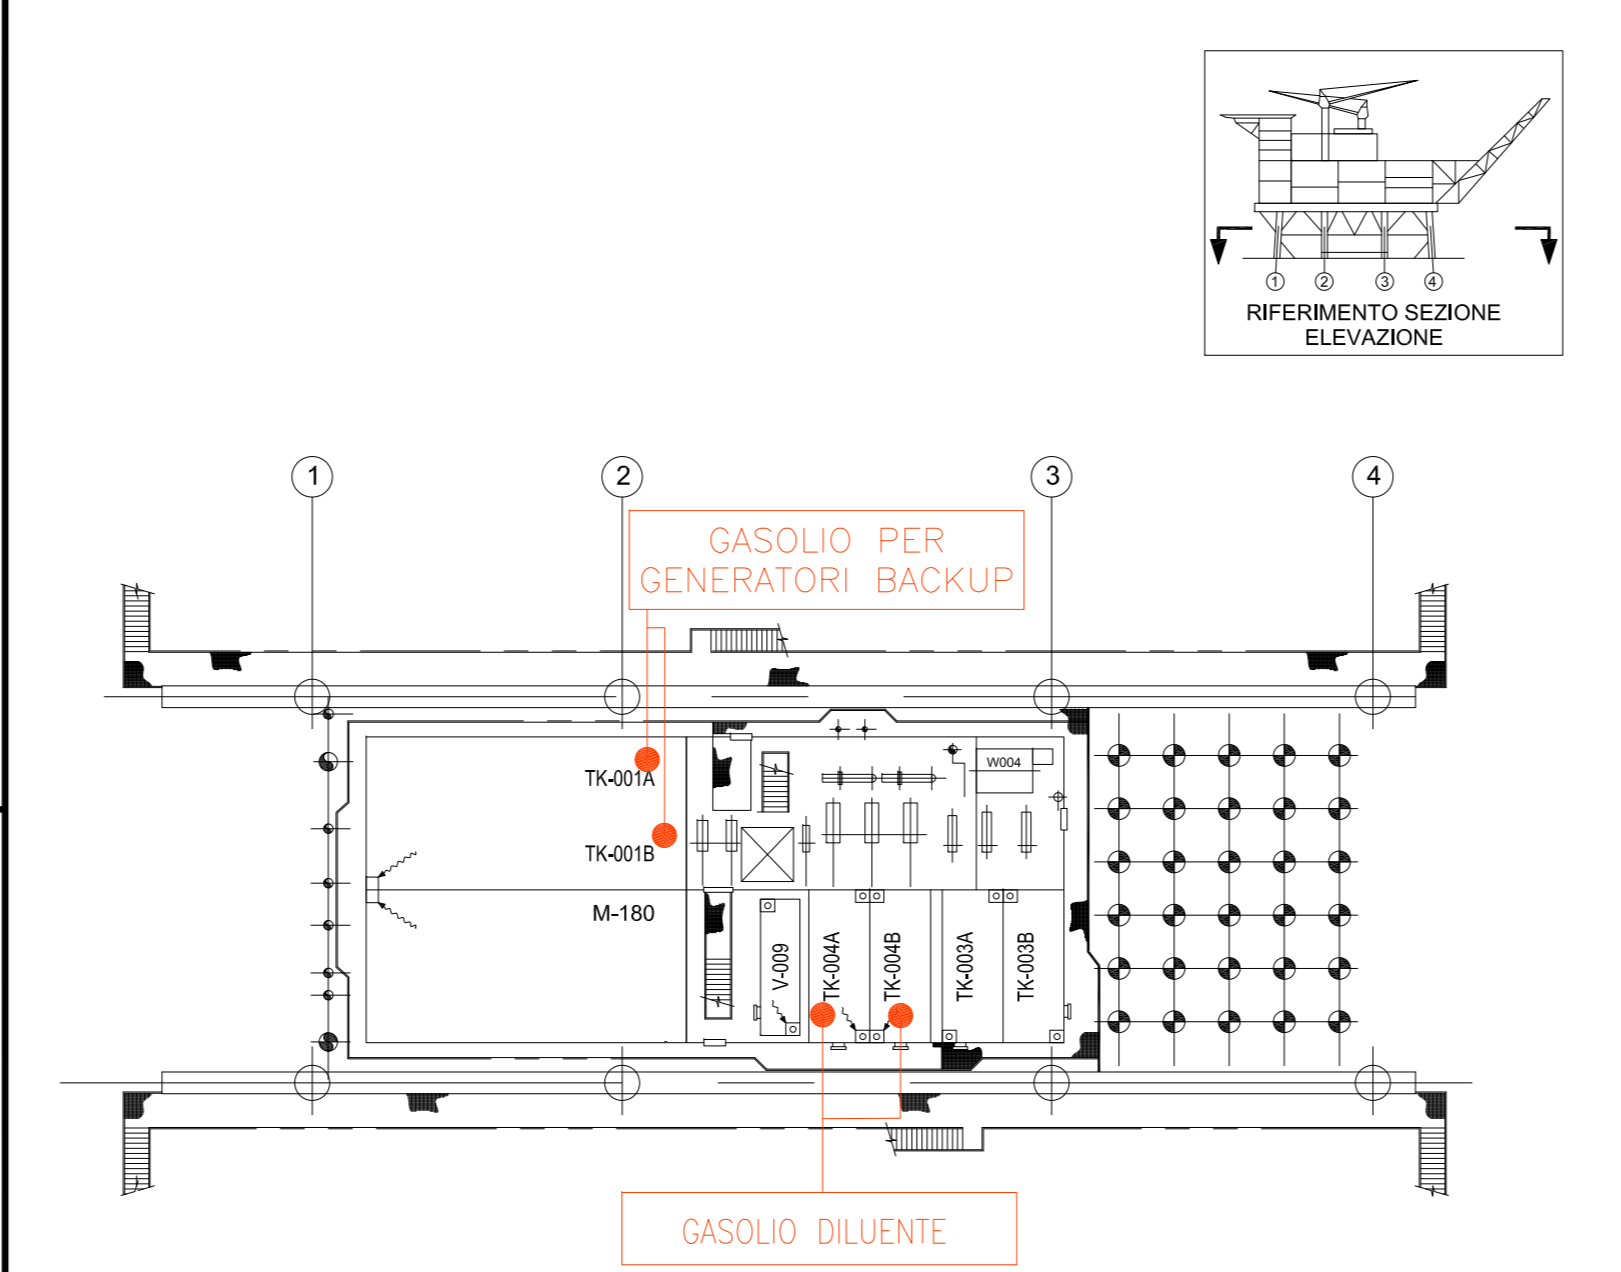 1
2
3
4
RIFERIMENTO SEZIONE
ELEVAZIONE
1
2
3
4
GASOLIO PER
GENERATORI BACKUP
TK-001A
W004
TK-001B
M-180
V-009
TK-004A
TK-004B
TK-003A
TK-003B
GASOLIO DILUENTE